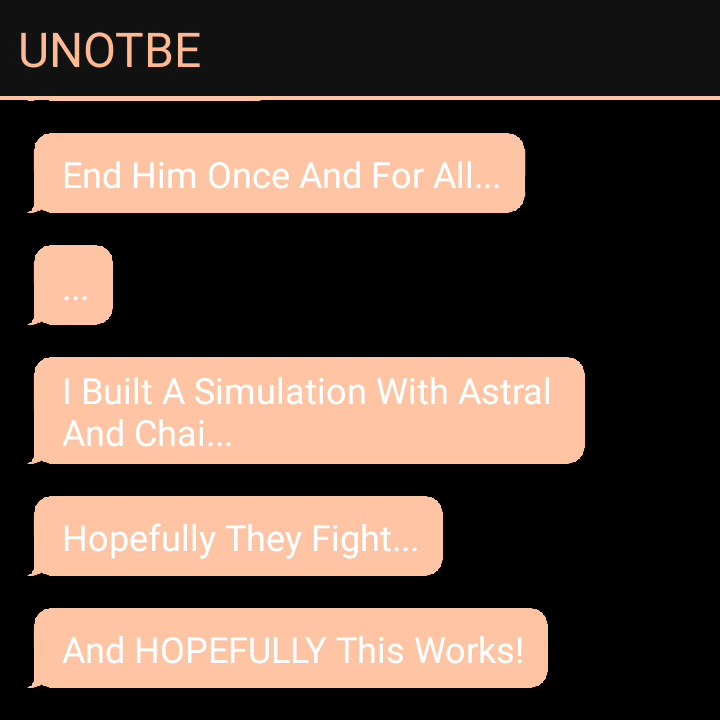 UNOTBE
End Him Once And For All...
...
I Built A Simulation With Astral
And Chai...
Hopefully They Fight...
And HOPEFULLY This Works!